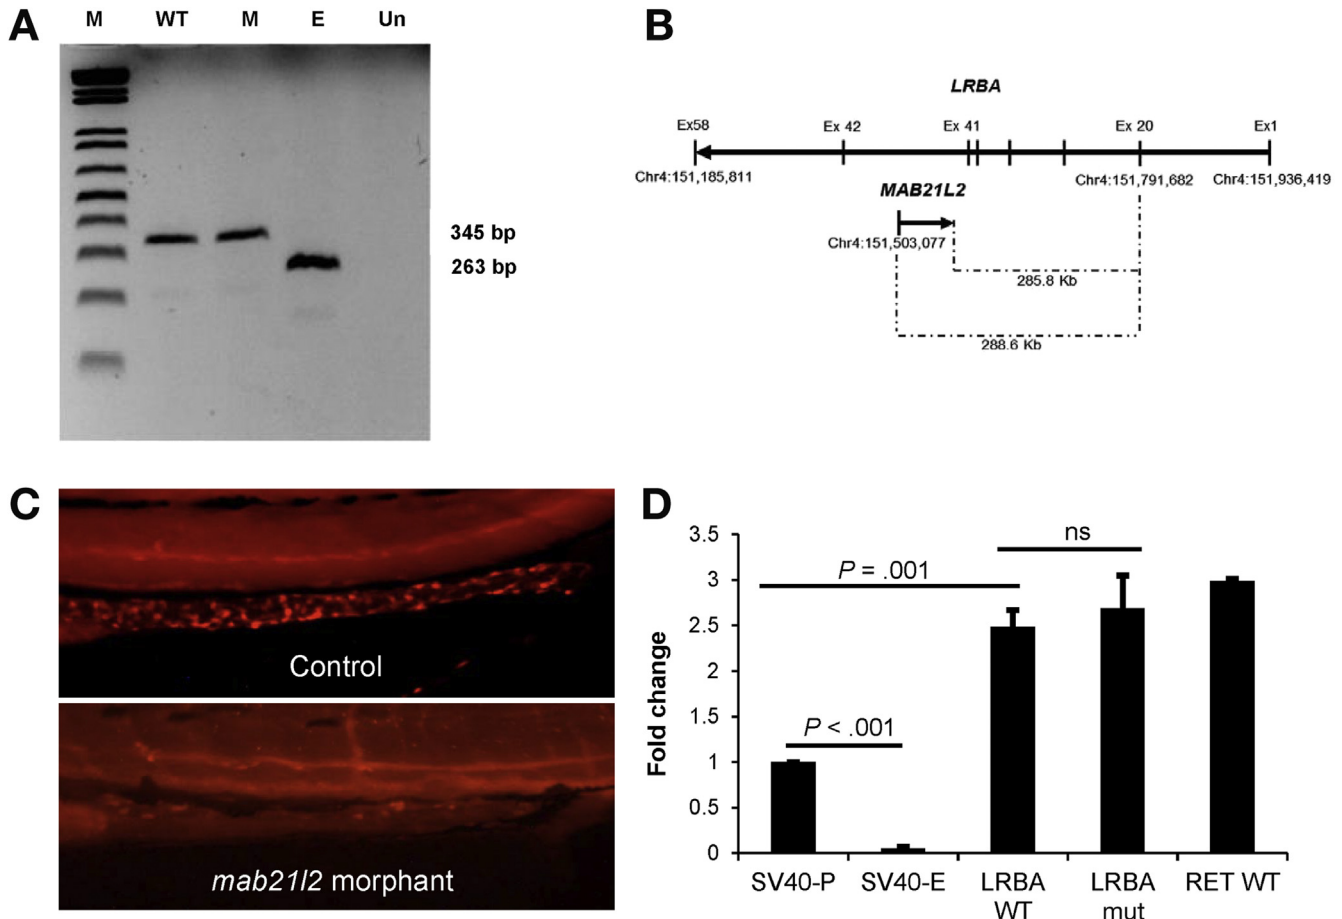 A
M WT M E Un
345 bp
263 bp
B
LRBA
Ex58 Ex 42 Ex 41 Ex 20 Ex1
Chr4:151,185,811 Chr4:151,791,682 Chr4:151,936,419
MAB21L2
Chr4:151,503,077
285.8 Kb
288.6 Kb
C
Control
mab21l2 morphant
D
Fold change
3.5
3
2.5
2
1.5
1
0.5
0
ns
P = .001
P < .001
SV40-P SV40-E LRBA WT LRBA mut RET WT